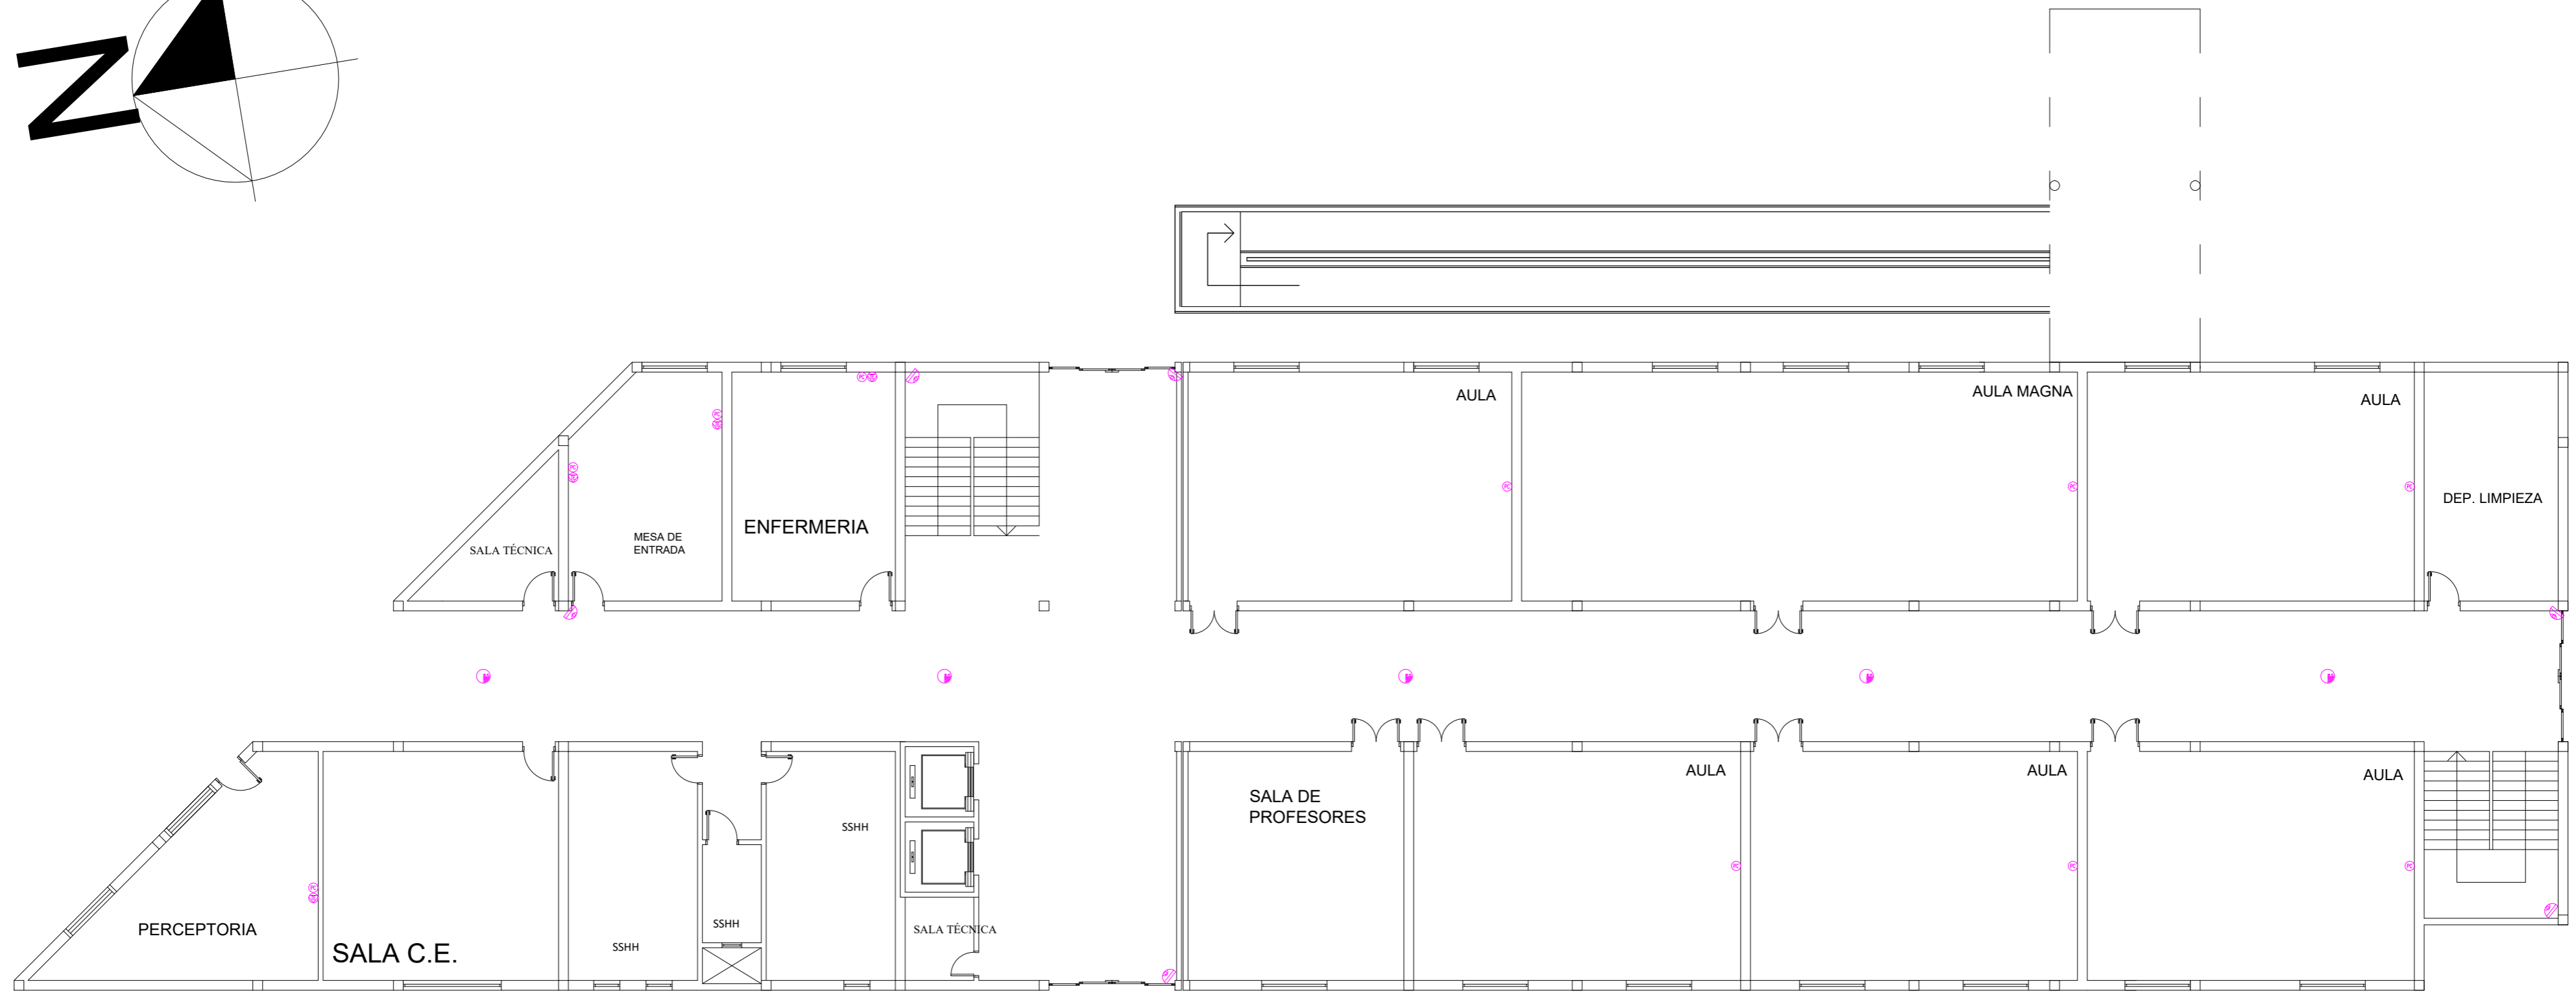 N
AULA
AULA MAGNA
AULA
DEP. LIMPIEZA
ENFERMERIA
MESA DE
ENTRADA
SALA TÉCNICA
AULA
AULA
AULA
SALA DE
PROFESORES
SSHH
SSHH
SSHH
SALA TÉCNICA
PERCEPTORIA
SALA C.E.